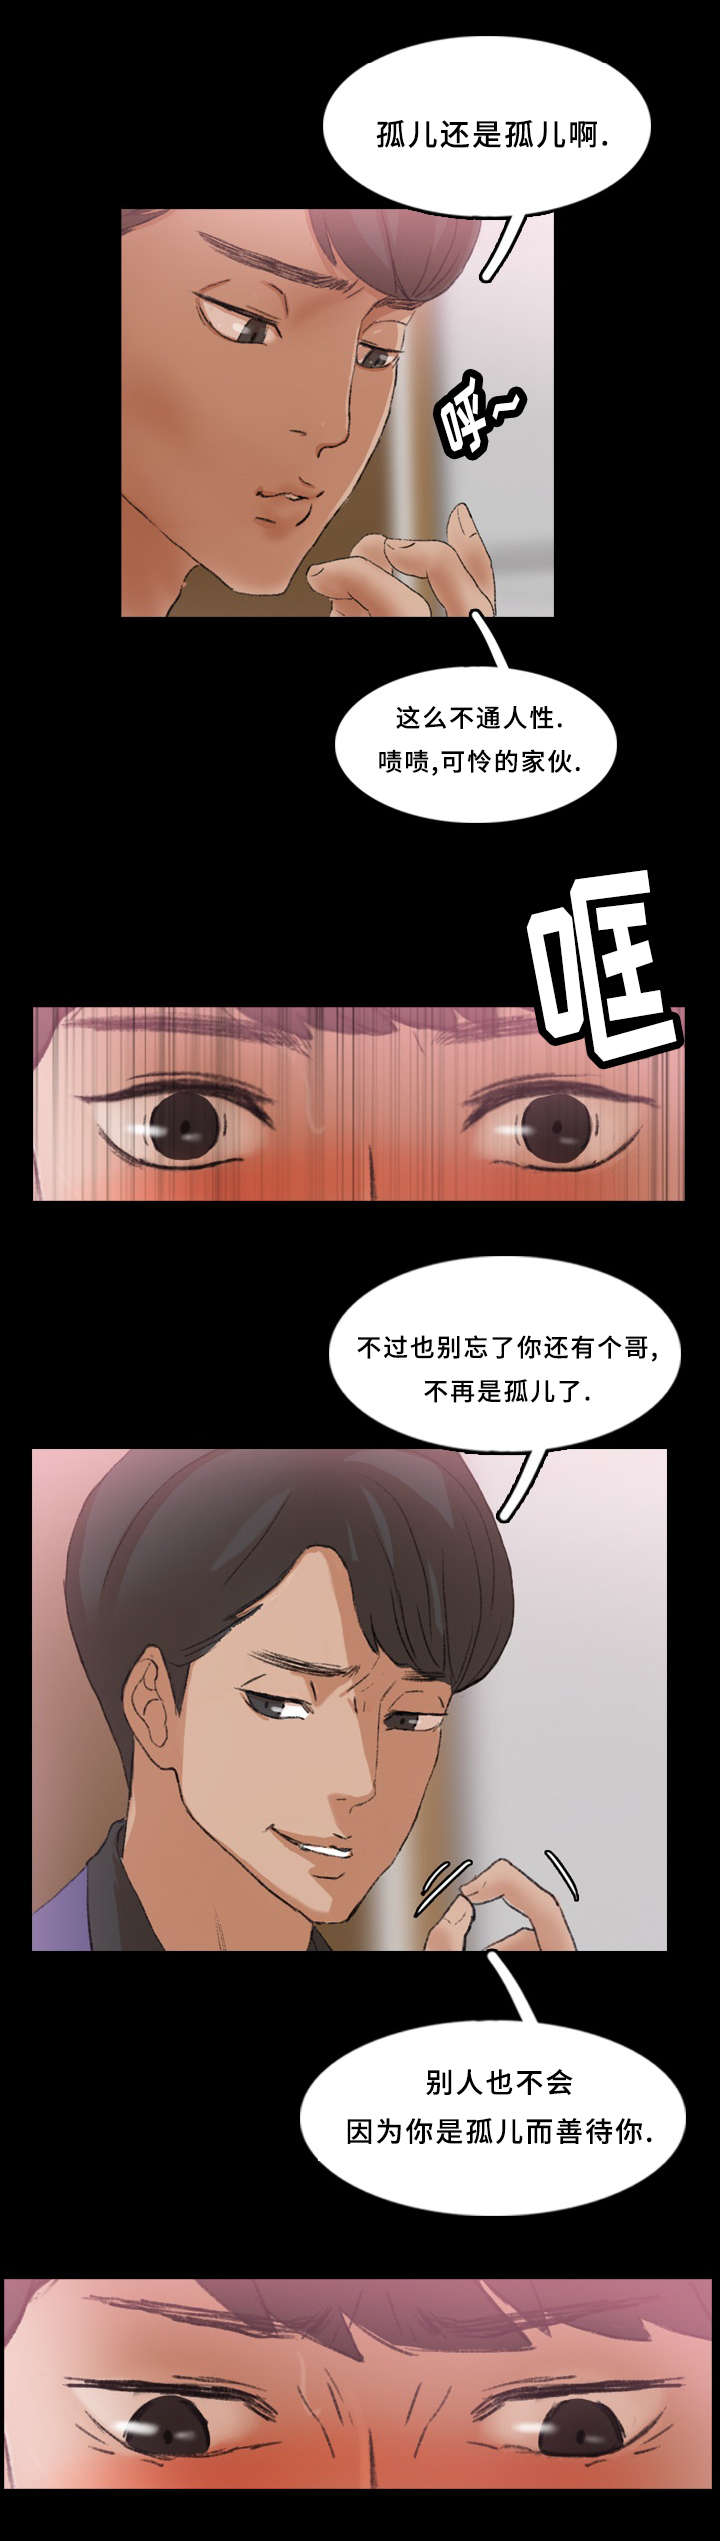 孤儿还是孤儿啊.
这么不通人性.
啧啧,可怜的家伙.
哐
不过也别忘了你还有个哥,
不再是孤儿了.
别人也不会
因为你是孤儿而善待你.